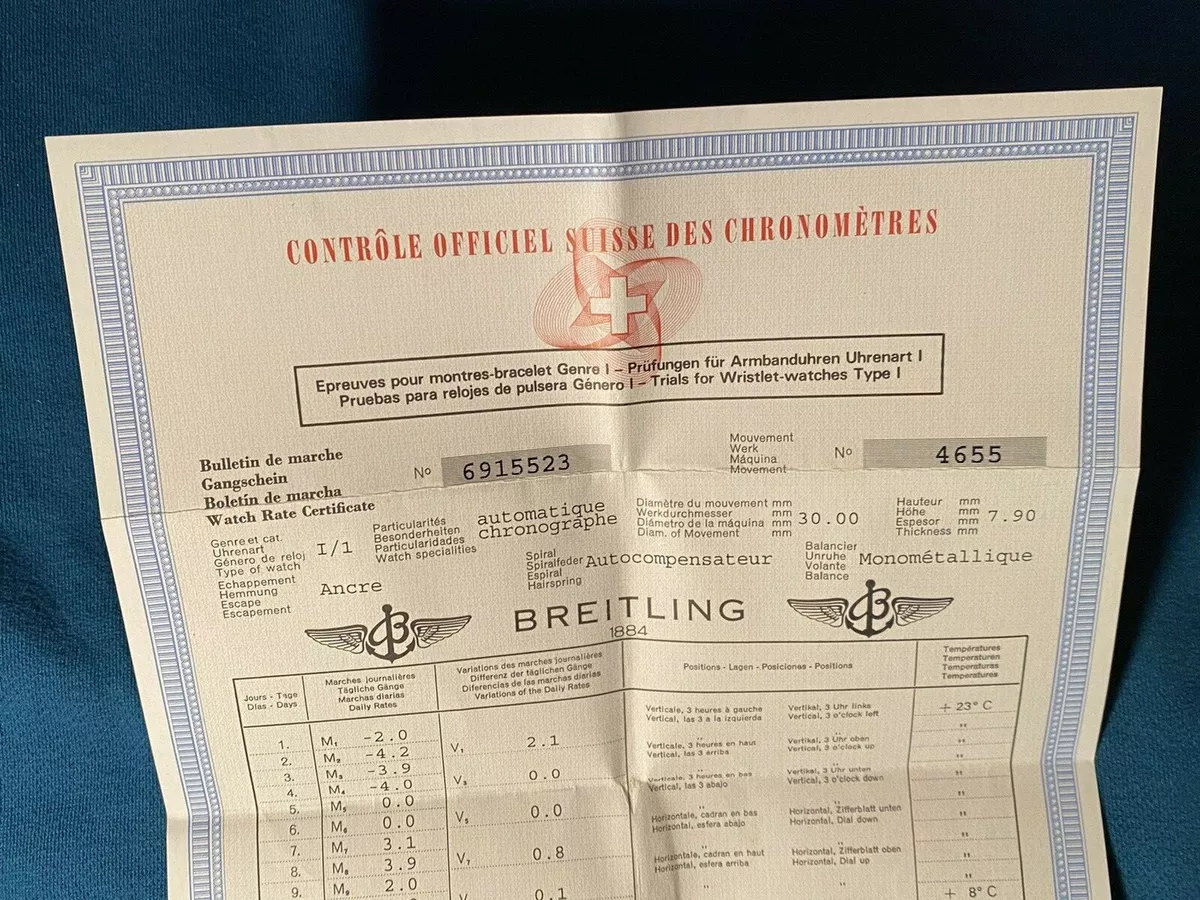 CONTRÔLE OFFICIEL SUISSE DES CHRONOMÈTRES
Epreuves pour montres-bracelet Genre I – Prüfungen für Armbanduhren Uhrenart I
Pruebas para relojes de pulsera Género I – Trials for Wristlet-watches Type I
Bulletin de marche
Gangschein
Boletín de marcha
Watch Rate Certificate
No 6915523
Mouvement
Werk
Máquina
Movement
No 4655
Genre et cat.
Uhrenart
Género de reloj
Type of watch
I/1
Particularités
Besonderheiten
Particularidades
Watch specialities
automatique
chronographe
Diamètre du mouvement mm
Werkdurchmesser mm
Diámetro de la máquina mm
Diam. of Movement mm
30.00
Hauteur mm
Höhe mm
Espesor mm
Thickness mm
7.90
Echappement
Hemmung
Escape
Escapement
Ancre
Spiral
Spiralfeder
Espiral
Hairspring
Autocompensateur
Balancier
Unruhe
Volante
Balance
Monométallique
B
BREITLING
1884
B
Jours - Tage
Días - Days
Marches journalières
Tägliche Gänge
Marchas diarias
Daily Rates
Variations des marches journalières
Differenz der täglichen Gänge
Diferencias de las marchas diarias
Variations of the Daily Rates
Positions - Lagen - Posiciones - Positions
Températures
Temperaturen
Temperaturas
Temperatures
1. M₁ -2.0
2. M₂ -4.2
3. M₃ -3.9
4. M₄ -4.0
5. M₅ 0.0
6. M₆ 0.0
7. M₇ 3.1
8. M₈ 3.9
9. M₉ 2.0
V₁ 2.1
V₃ 0.0
V₅ 0.0
V₇ 0.8
0.1
Verticale, 3 heures à gauche Vertikal, 3 Uhr links
Vertical, las 3 a la izquierda Vertical, 3 o'clock left
+ 23° C
" " "
Verticale, 3 heures en haut Vertikal, 3 Uhr oben
Vertical, las 3 arriba Vertical, 3 o'clock up
"
" " "
Verticale, 3 heures en bas Vertikal, 3 Uhr unten
Vertical, las 3 abajo Vertical, 3 o'clock down
"
" " "
Horizontale, cadran en bas Horizontal, Zifferblatt unten
Horizontal, esfera abajo Horizontal, Dial down
"
" " "
Horizontale, cadran en haut Horizontal, Zifferblatt oben
Horizontal, esfera arriba Horizontal, Dial up
"
" "
+ 8° C